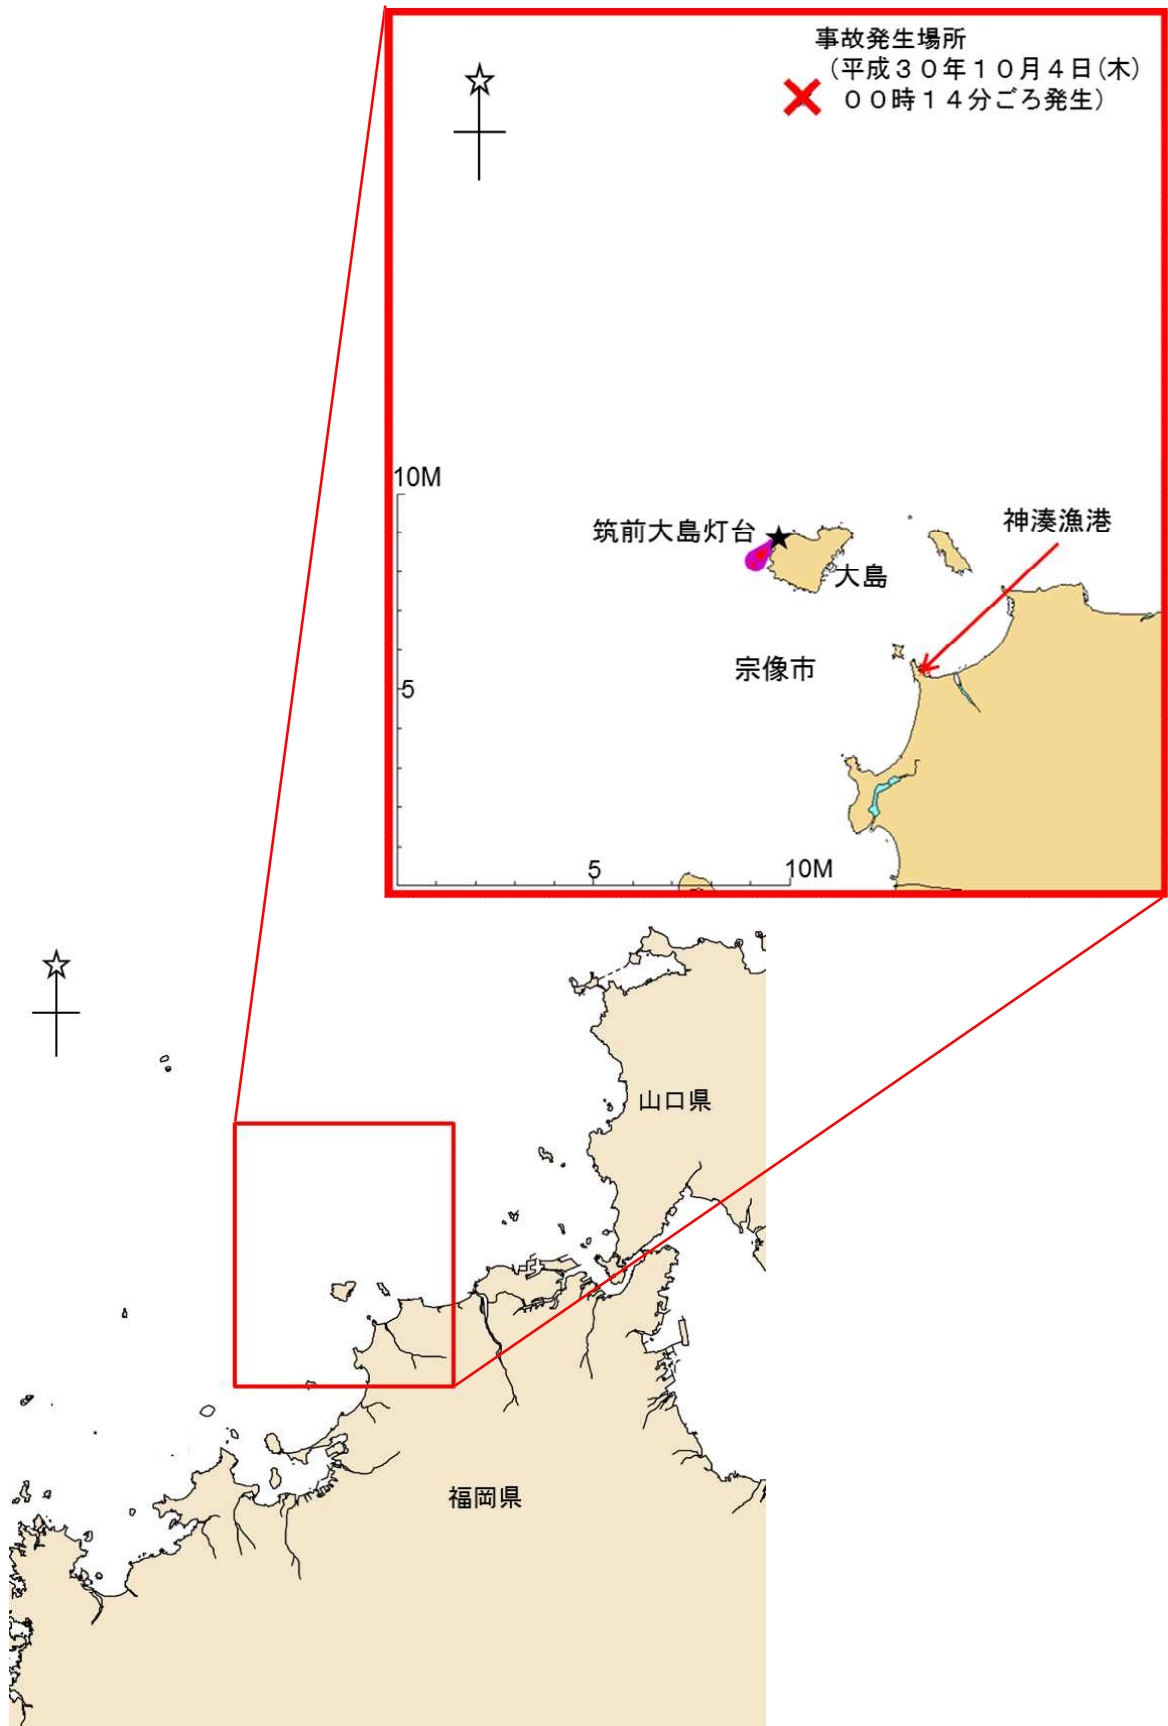 事故発生場所
(平成３０年１０月４日(木)
００時１４分ごろ発生)
10M
筑前大島灯台
神湊漁港
大島
宗像市
5
5
10M
山口県
福岡県